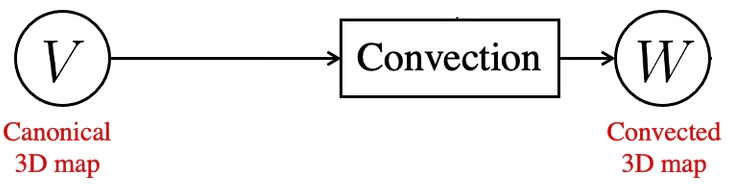 V
Convection
W
Canonical
3D map
Convected
3D map